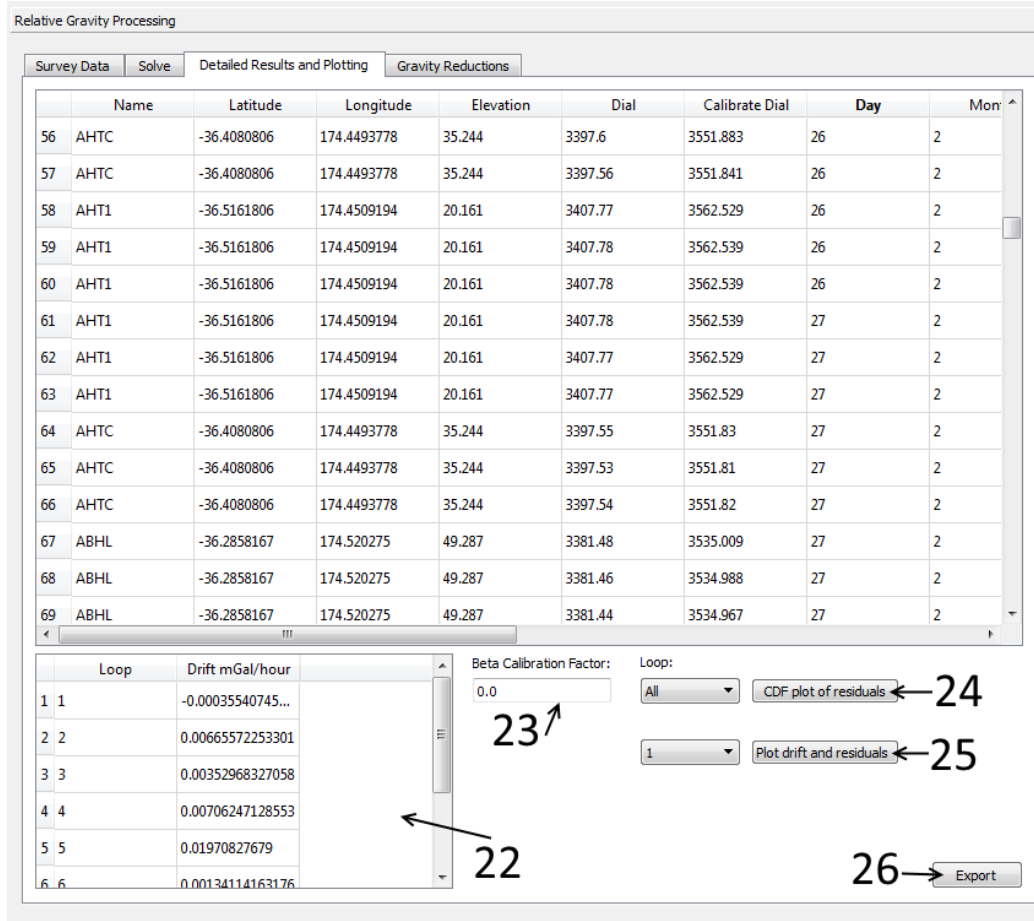 Relative Gravity Processing
Survey Data Solve Detailed Results and Plotting Gravity Reductions
Name Latitude Longitude Elevation Dial Calibrate Dial Day Mon
56 AHTC -36.4080806 174.4493778 35.244 3397.6 3551.883 26 2
57 AHTC -36.4080806 174.4493778 35.244 3397.56 3551.841 26 2
58 AHT1 -36.5161806 174.4509194 20.161 3407.77 3562.529 26 2
59 AHT1 -36.5161806 174.4509194 20.161 3407.78 3562.539 26 2
60 AHT1 -36.5161806 174.4509194 20.161 3407.78 3562.539 26 2
61 AHT1 -36.5161806 174.4509194 20.161 3407.78 3562.539 27 2
62 AHT1 -36.5161806 174.4509194 20.161 3407.77 3562.529 27 2
63 AHT1 -36.5161806 174.4509194 20.161 3407.77 3562.529 27 2
64 AHTC -36.4080806 174.4493778 35.244 3397.55 3551.83 27 2
65 AHTC -36.4080806 174.4493778 35.244 3397.53 3551.81 27 2
66 AHTC -36.4080806 174.4493778 35.244 3397.54 3551.82 27 2
67 ABHL -36.2858167 174.520275 49.287 3381.48 3535.009 27 2
68 ABHL -36.2858167 174.520275 49.287 3381.46 3534.988 27 2
69 ABHL -36.2858167 174.520275 49.287 3381.44 3534.967 27 2
Loop Drift mGal/hour
1 1 -0.00035540745...
2 2 0.00665572253301
3 3 0.00352968327058
4 4 0.00706247128553
5 5 0.01970827679
6 6 0.00134114163176
22
Beta Calibration Factor:
0.0
23
Loop:
All CDF plot of residuals 24
1 Plot drift and residuals 25
26 Export